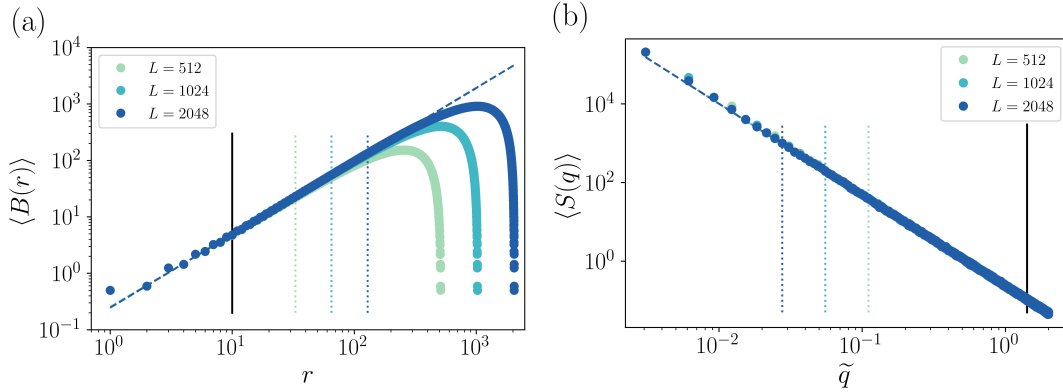 (a)
10^4
10^3
10^2
10^1
10^0
10^{-1}
⟨B(r)⟩
L = 512
L = 1024
L = 2048
10^0
10^1
10^2
10^3
r
(b)
10^4
10^2
10^0
⟨S(q)⟩
L = 512
L = 1024
L = 2048
10^{-2}
10^{-1}
10^0
q̃